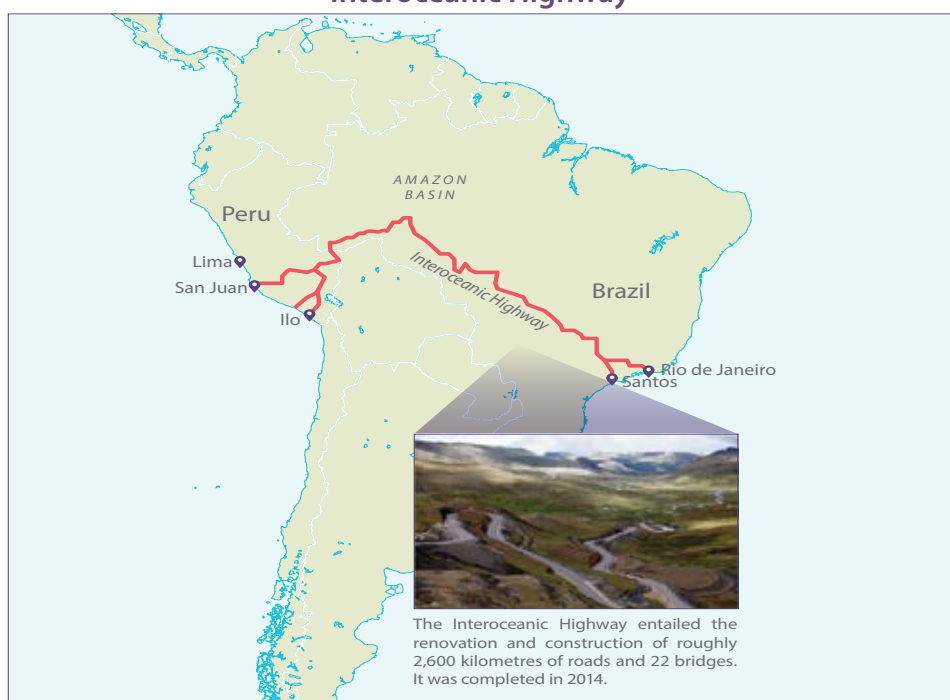 Interoceanic Highway
AMAZON
BASIN
Peru
Lima
San Juan
Ilo
Interoceanic Highway
Brazil
Rio de Janeiro
Santos
The Interoceanic Highway entailed the
renovation and construction of roughly
2,600 kilometres of roads and 22 bridges.
It was completed in 2014.